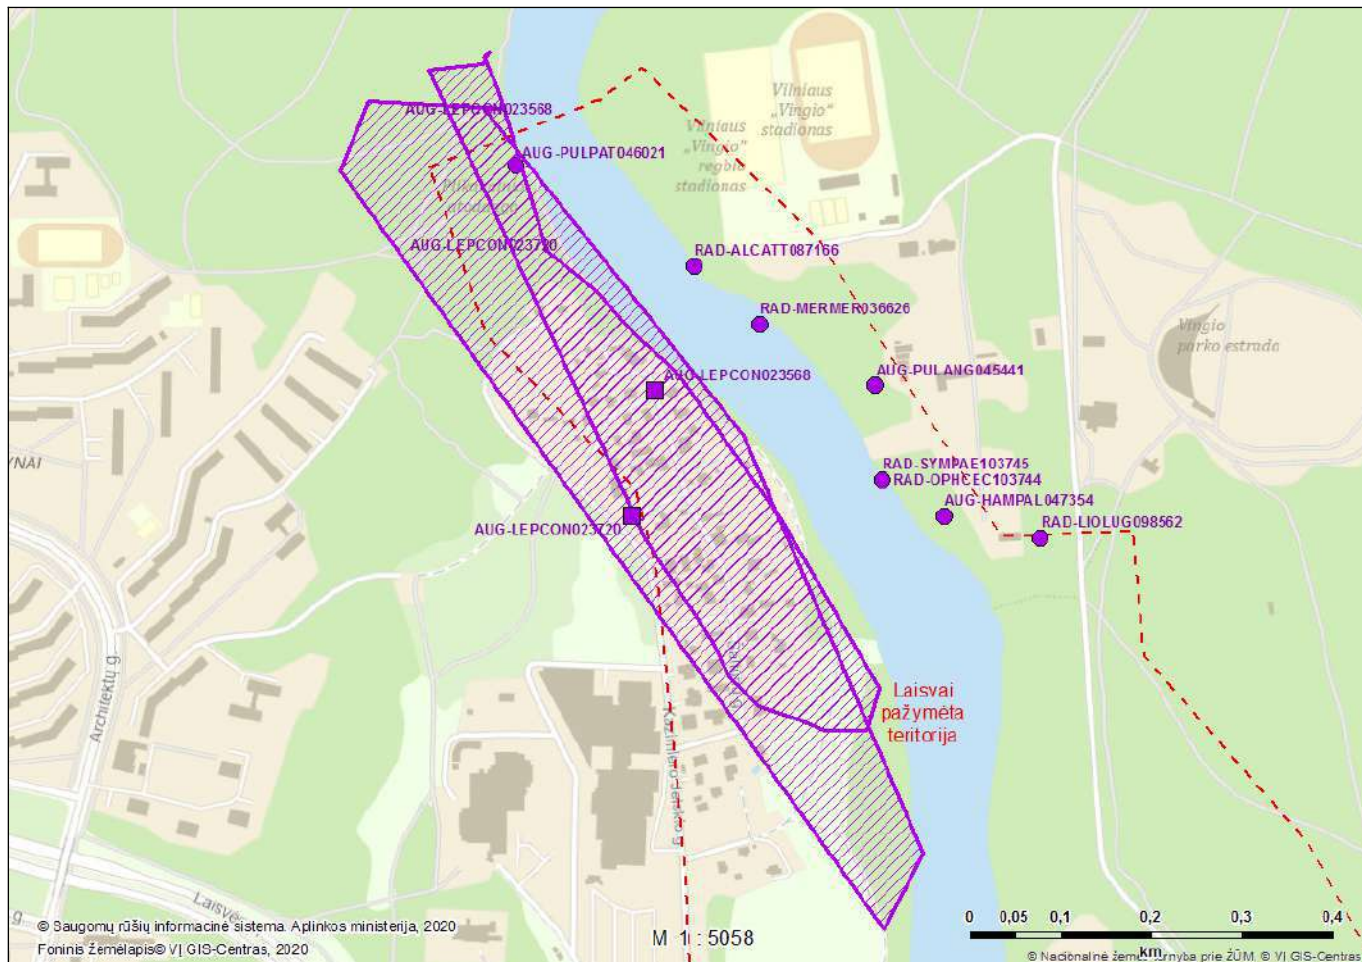 Vilniaus
„Vingio“
stadionas
Vilniaus
„Vingio“
regbio
stadionas
AUG-LEPCON023568
AUG-PULPAT046021
AUG-LEPCON023720
RAD-ALCATT087166
RAD-MERMER036626
Vingio
parko estrada
AUG-LEPCON023568
AUG-PULANG045441
YNAI
RAD-SYMPAE103745
RAD-OPHCEC103744
AUG-HAMPAL047354
AUG-LEPCON023720
RAD-LIOLUG098562
Architektų g.
Laisvai
pažymėta
teritorija
Laisvės
g
© Saugomų rūšių informacinė sistema. Aplinkos ministerija, 2020
Foninis žemėlapis© VĮ GIS-Centras, 2020
M 1 : 5058
0 0,05 0,1 0,2 0,3 0,4
km
© Nacionalinė žemės tarnyba prie ŽŪM, © VĮ GIS-Centras